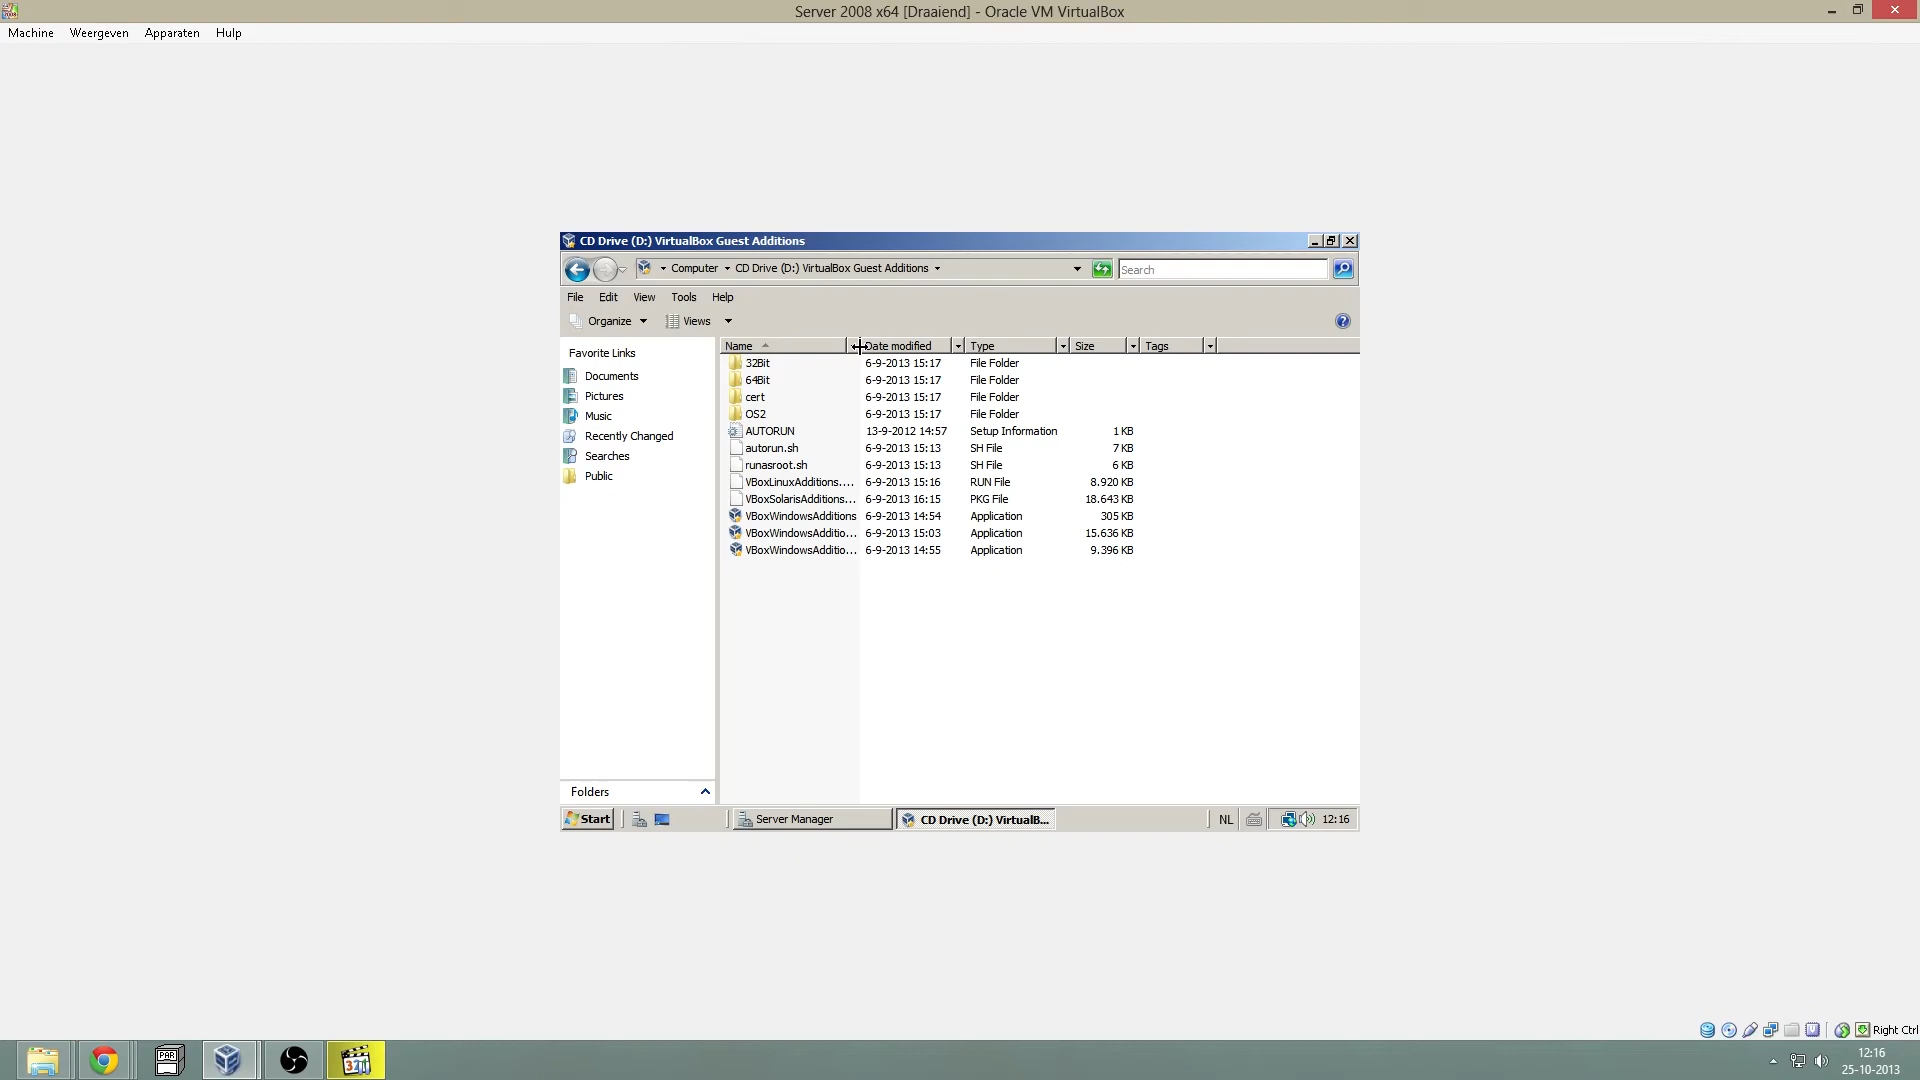 Server 2008 x64 [Draaiend] - Oracle VM VirtualBox
Machine Weergeven Apparaten Help
CD Drive (D:) VirtualBox Guest Additions
Computer CD Drive (D:) VirtualBox Guest Additions Search
File Edit View Tools Help
Organize Views
Name Date modified Type Size Tags
Favorite Links
Documents
Pictures
Music
Recently Changed
Searches
Public
32Bit 6-9-2013 15:17 File Folder
64Bit 6-9-2013 15:17 File Folder
cert 6-9-2013 15:17 File Folder
OS2 6-9-2013 15:17 File Folder
AUTORUN 13-9-2012 14:57 Setup Information 1 KB
autorun.sh 6-9-2013 15:13 SH File 7 KB
runasroot.sh 6-9-2013 15:13 SH File 6 KB
VBoxLinuxAdditions.... 6-9-2013 15:16 RUN File 8.920 KB
VBoxSolarisAdditions... 6-9-2013 16:15 PKG File 18.643 KB
VBoxWindowsAdditions 6-9-2013 14:54 Application 305 KB
VBoxWindowsAdditio... 6-9-2013 15:03 Application 15.636 KB
VBoxWindowsAdditio... 6-9-2013 14:55 Application 9.396 KB
Folders
Start Server Manager CD Drive (D:) VirtualB... NL 12:16
Right Ctrl
PAR
321
12:16
25-10-2013